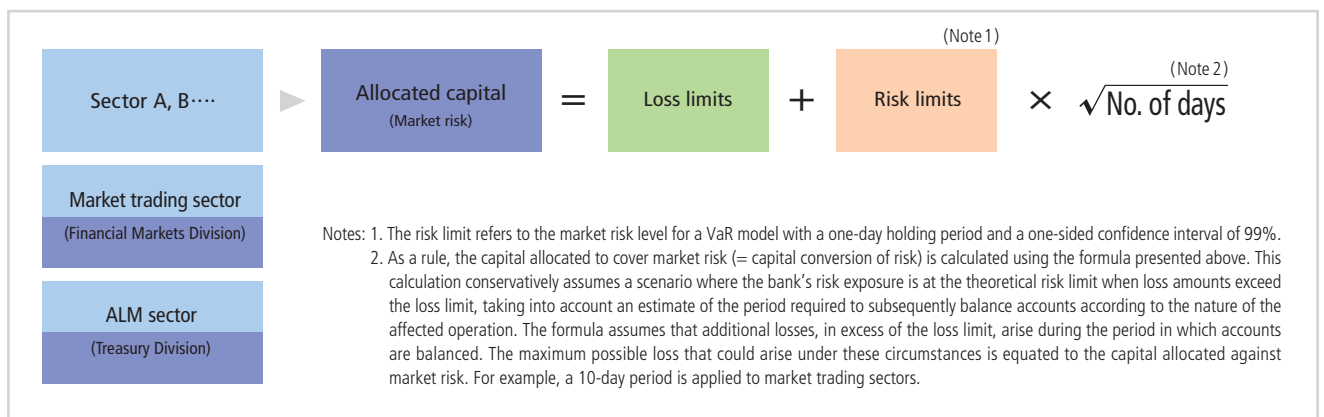 (Note 1)
(Note 2)
Sector A, B····
Allocated capital
(Market risk)
=
Loss limits
+
Risk limits
×
√No. of days
Market trading sector
(Financial Markets Division)
ALM sector
(Treasury Division)
Notes: 1. The risk limit refers to the market risk level for a VaR model with a one-day holding period and a one-sided confidence interval of 99%.
2. As a rule, the capital allocated to cover market risk (= capital conversion of risk) is calculated using the formula presented above. This
calculation conservatively assumes a scenario where the bank's risk exposure is at the theoretical risk limit when loss amounts exceed
the loss limit, taking into account an estimate of the period required to subsequently balance accounts according to the nature of the
affected operation. The formula assumes that additional losses, in excess of the loss limit, arise during the period in which accounts
are balanced. The maximum possible loss that could arise under these circumstances is equated to the capital allocated against
market risk. For example, a 10-day period is applied to market trading sectors.